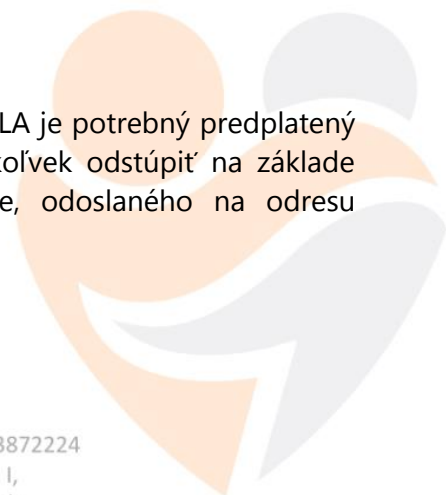 LA je potrebný predplatený
koľvek odstúpiť na základe
e, odoslaného na odresu
3872224
I,